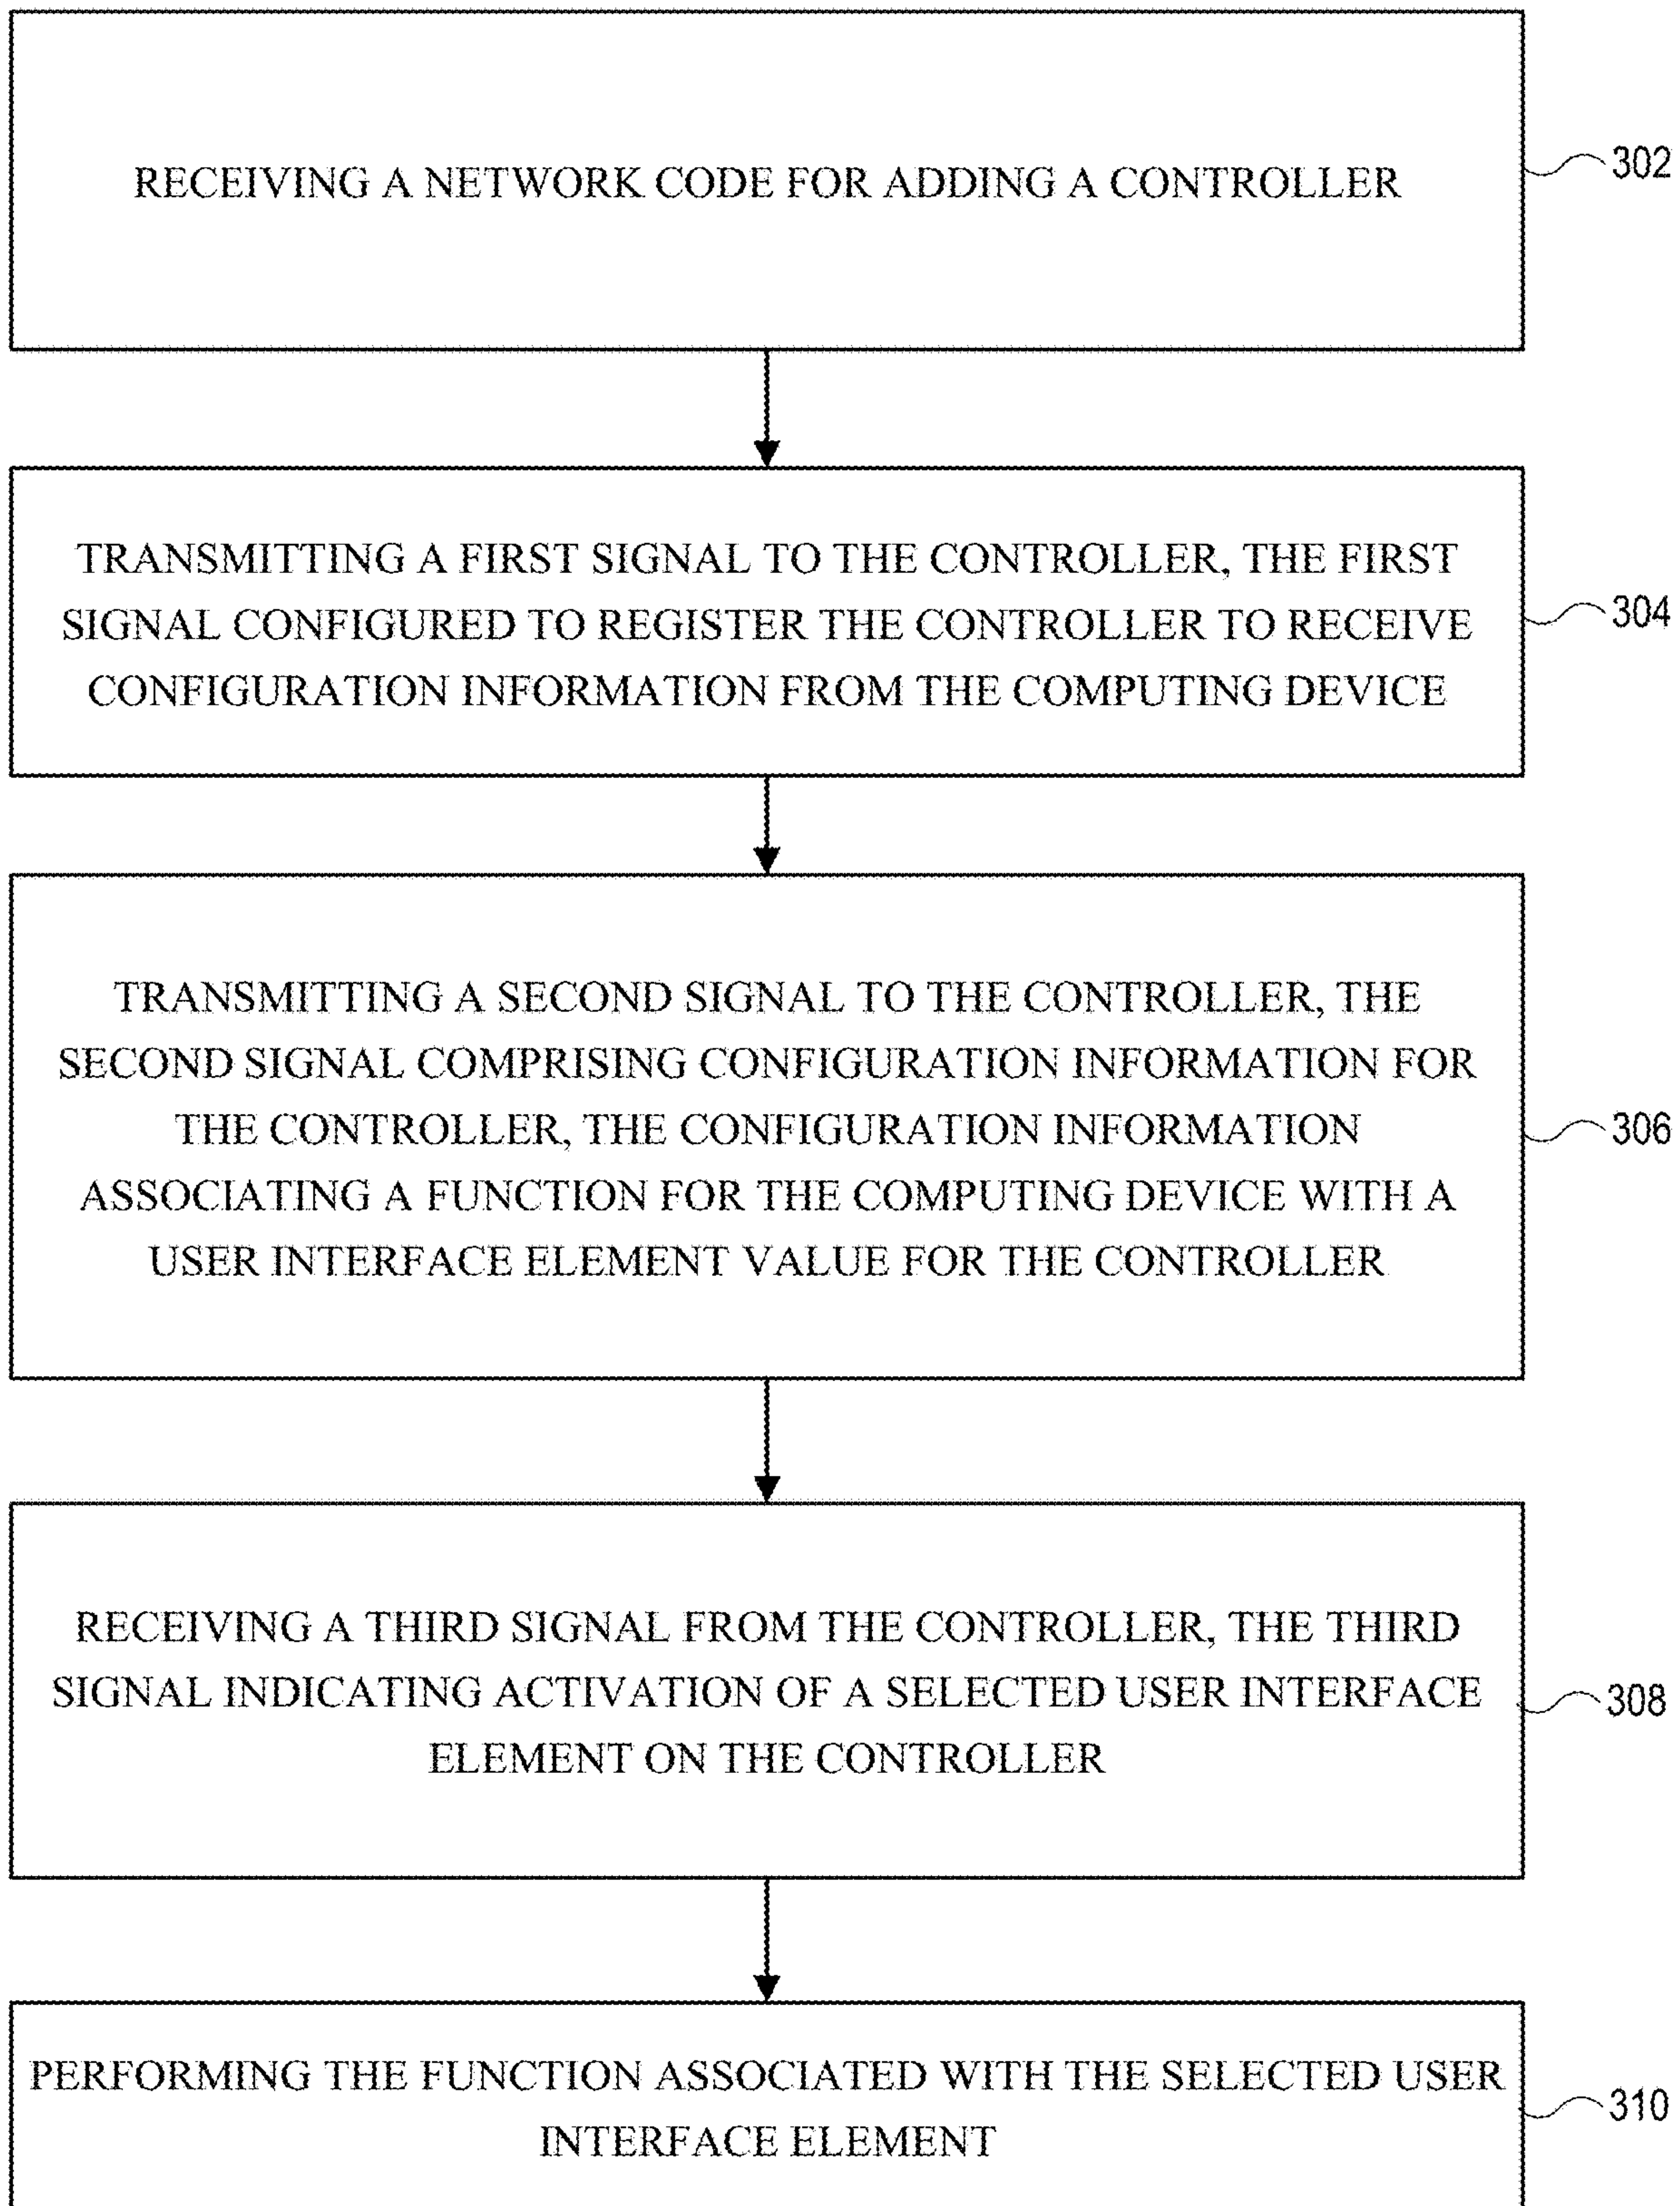 RECEIVING A NETWORK CODE FOR ADDING A CONTROLLER
302
TRANSMITTING A FIRST SIGNAL TO THE CONTROLLER, THE FIRST
SIGNAL CONFIGURED TO REGISTER THE CONTROLLER TO RECEIVE
CONFIGURATION INFORMATION FROM THE COMPUTING DEVICE
304
TRANSMITTING A SECOND SIGNAL TO THE CONTROLLER, THE
SECOND SIGNAL COMPRISING CONFIGURATION INFORMATION FOR
THE CONTROLLER, THE CONFIGURATION INFORMATION
ASSOCIATING A FUNCTION FOR THE COMPUTING DEVICE WITH A
USER INTERFACE ELEMENT VALUE FOR THE CONTROLLER
306
RECEIVING A THIRD SIGNAL FROM THE CONTROLLER, THE THIRD
SIGNAL INDICATING ACTIVATION OF A SELECTED USER INTERFACE
ELEMENT ON THE CONTROLLER
308
PERFORMING THE FUNCTION ASSOCIATED WITH THE SELECTED USER
INTERFACE ELEMENT
310